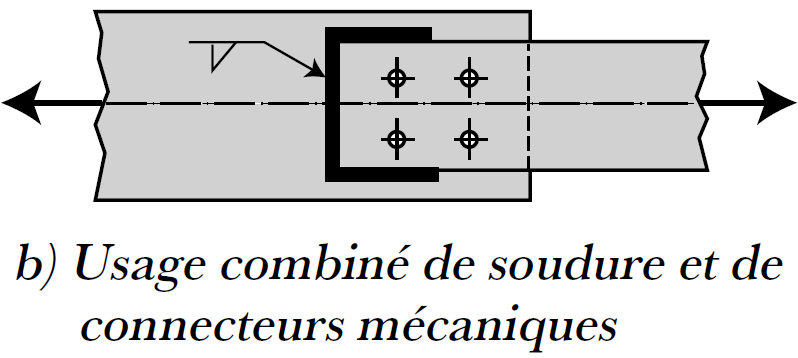 b) Usage combiné de soudure et de
connecteurs mécaniques